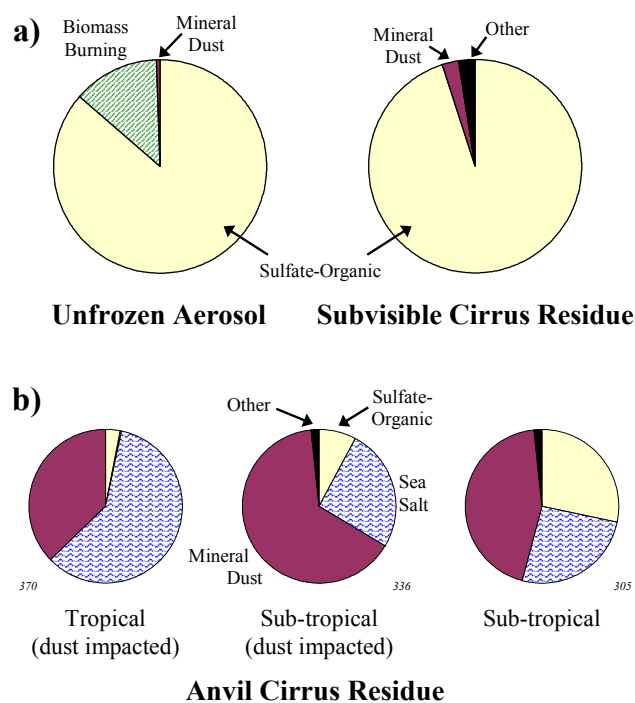 a)
Biomass
Burning
Mineral
Dust
Mineral
Dust
Other
Sulfate-Organic
Unfrozen Aerosol
Subvisible Cirrus Residue
b)
Other
Sulfate-
Organic
Sea
Salt
Mineral
Dust
370
336
305
Tropical
(dust impacted)
Sub-tropical
(dust impacted)
Sub-tropical
Anvil Cirrus Residue